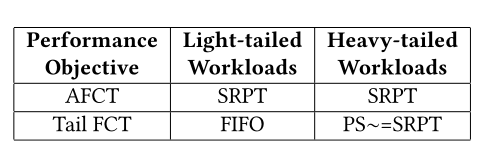 Performance Objective Light-tailed Workloads Heavy-tailed Workloads
AFCT SRPT SRPT
Tail FCT FIFO PS~=SRPT